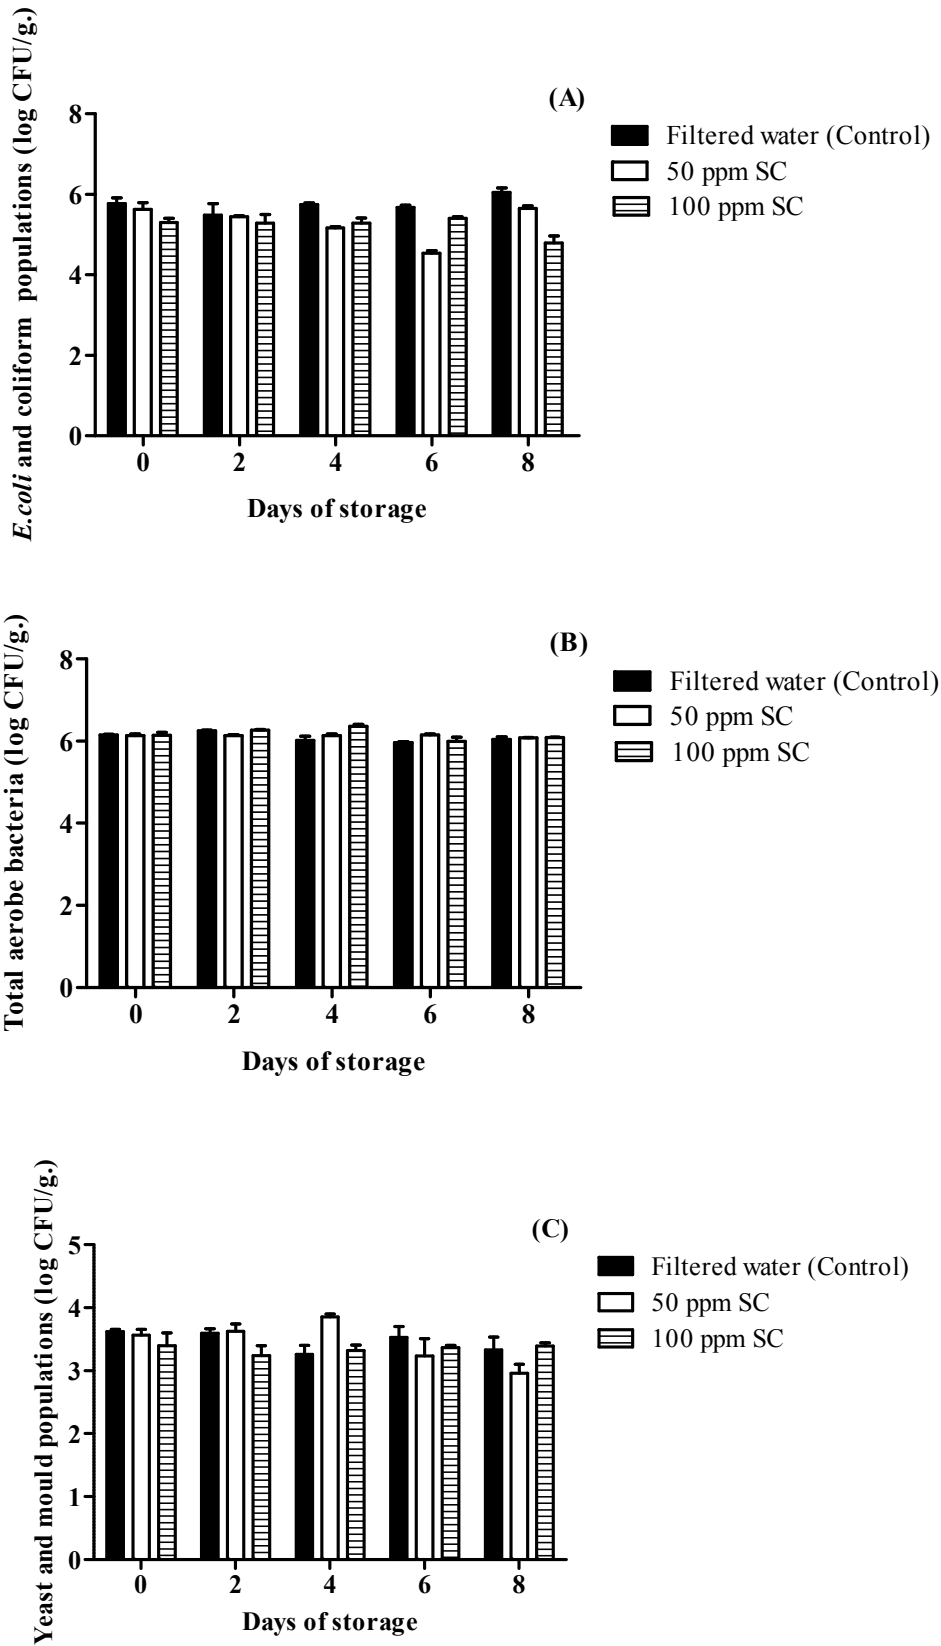 (A)
E.coli and coliform populations (log CFU/g.)
8
6
4
2
0
0 2 4 6 8
Days of storage
Filtered water (Control)
50 ppm SC
100 ppm SC
(B)
Total aerobe bacteria (log CFU/g.)
8
6
4
2
0
0 2 4 6 8
Days of storage
Filtered water (Control)
50 ppm SC
100 ppm SC
(C)
Yeast and mould populations (log CFU/g.)
5
4
3
2
1
0
0 2 4 6 8
Days of storage
Filtered water (Control)
50 ppm SC
100 ppm SC